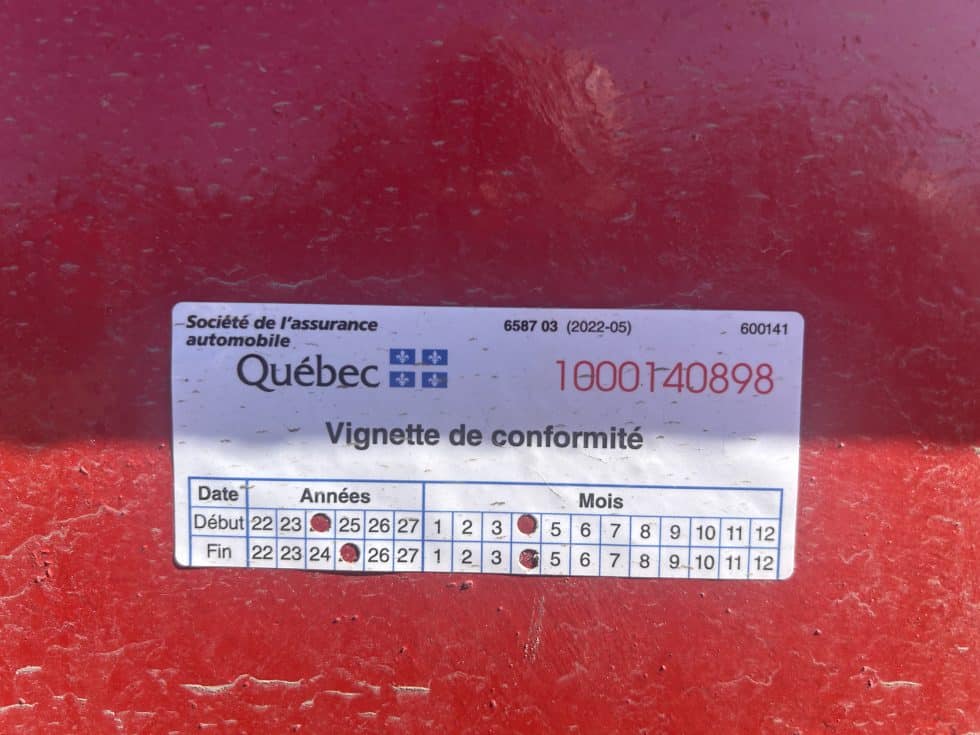 Société de l'assurance 6587 03 (2022-05) 600141
automobile
Québec 1000140898
Vignette de conformité
Date Années Mois
Début 22 23 25 26 27 1 2 3 5 6 7 8 9 10 11 12
Fin 22 23 24 26 27 1 2 3 5 6 7 8 9 10 11 12